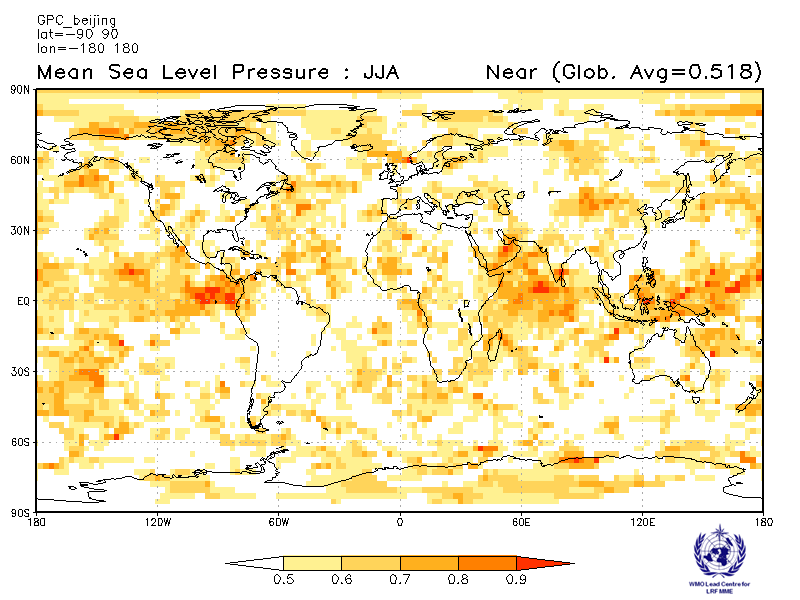 GPC_beijing
lat=−90 90
lon=−180 180
Mean Sea Level Pressure : JJA Near (Glob. Avg=0.518)
90N
60N
30N
EQ
30S
60S
90S
180 120W 60W 0 60E 120E 180
0.5 0.6 0.7 0.8 0.9
WMO Lead Centre for
LRF MME